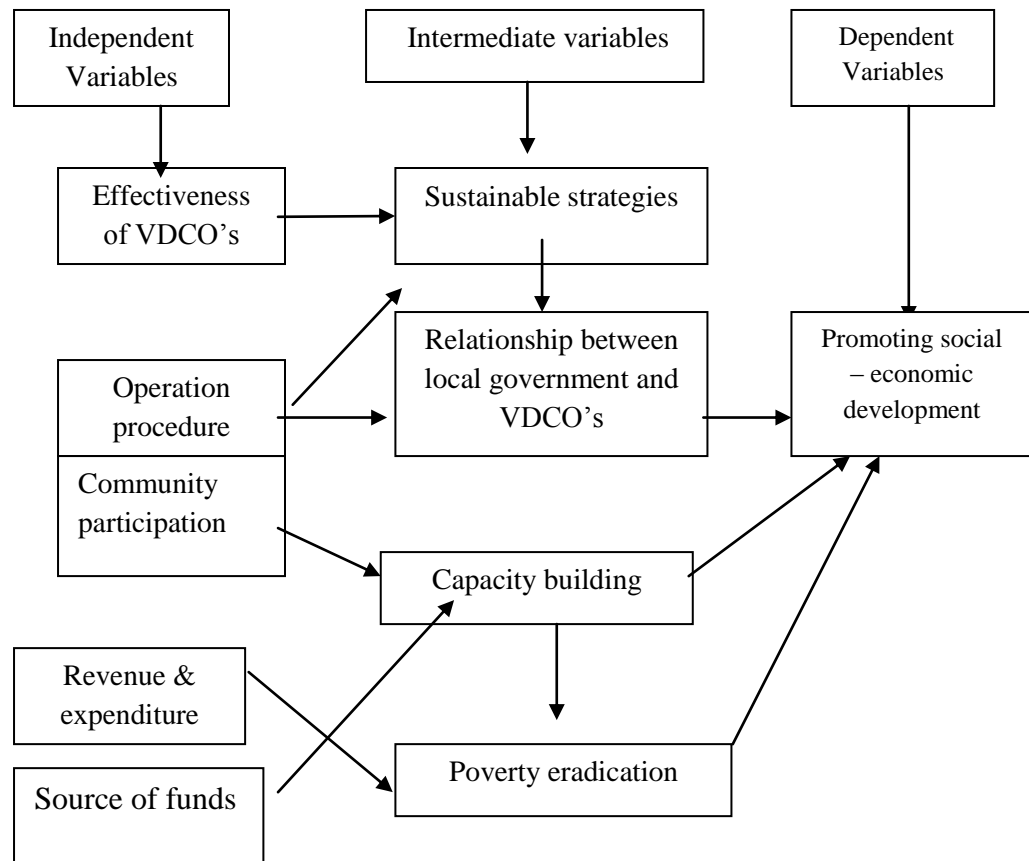 Independent
Variables
Intermediate variables
Dependent
Variables
Effectiveness
of VDCO’s
Sustainable strategies
Relationship between
local government and
VDCO’s
Promoting social
– economic
development
Operation
procedure
Community
participation
Capacity building
Revenue &
expenditure
Poverty eradication
Source of funds